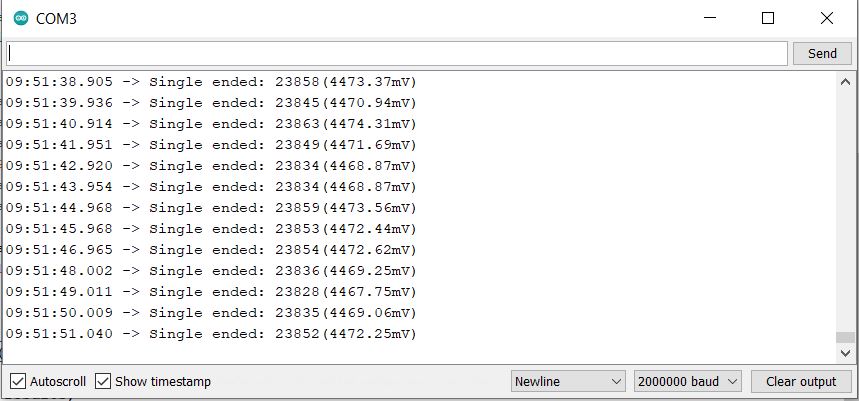 COM3
Send
09:51:38.905 -> Single ended: 23858(4473.37mV)
09:51:39.936 -> Single ended: 23845(4470.94mV)
09:51:40.914 -> Single ended: 23863(4474.31mV)
09:51:41.951 -> Single ended: 23849(4471.69mV)
09:51:42.920 -> Single ended: 23834(4468.87mV)
09:51:43.954 -> Single ended: 23834(4468.87mV)
09:51:44.968 -> Single ended: 23859(4473.56mV)
09:51:45.968 -> Single ended: 23853(4472.44mV)
09:51:46.965 -> Single ended: 23854(4472.62mV)
09:51:48.002 -> Single ended: 23836(4469.25mV)
09:51:49.011 -> Single ended: 23828(4467.75mV)
09:51:50.009 -> Single ended: 23835(4469.06mV)
09:51:51.040 -> Single ended: 23852(4472.25mV)
Autoscroll Show timestamp Newline 2000000 baud Clear output